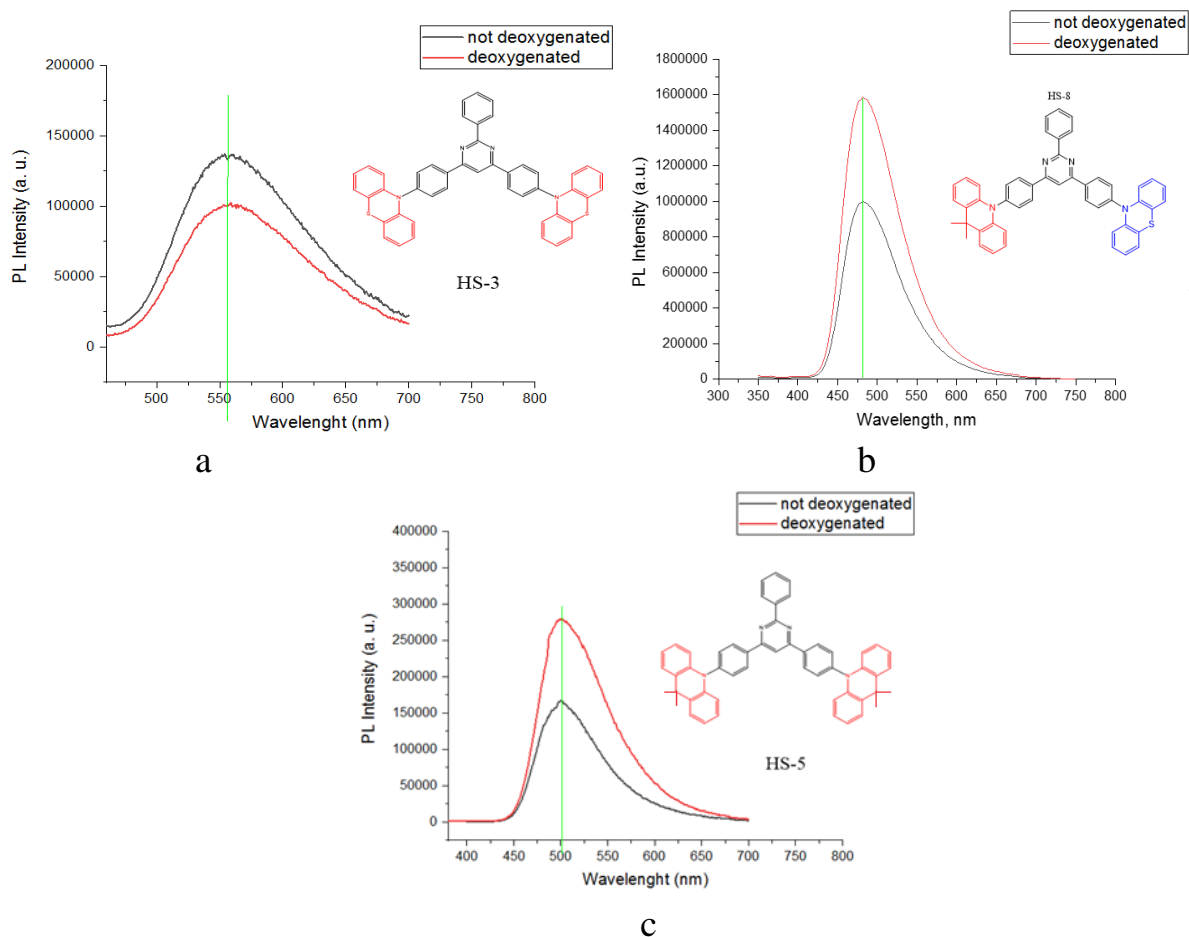 not deoxygenated
deoxygenated
200000
150000
100000
50000
0
PL Intensity (a. u.)
N
N
N
N
S
S
HS-3
500
550
600
650
700
750
800
Wavelenght (nm)
a
not deoxygenated
deoxygenated
1800000
1600000
1400000
1200000
1000000
800000
600000
400000
200000
0
PL Intensity (a. u.)
HS-8
N
N
N
N
S
300
350
400
450
500
550
600
650
700
750
800
Wavelength, nm
b
not deoxygenated
deoxygenated
400000
350000
300000
250000
200000
150000
100000
50000
0
PL Intensity (a. u.)
N
N
N
N
HS-5
400
450
500
550
600
650
700
750
800
Wavelenght (nm)
c